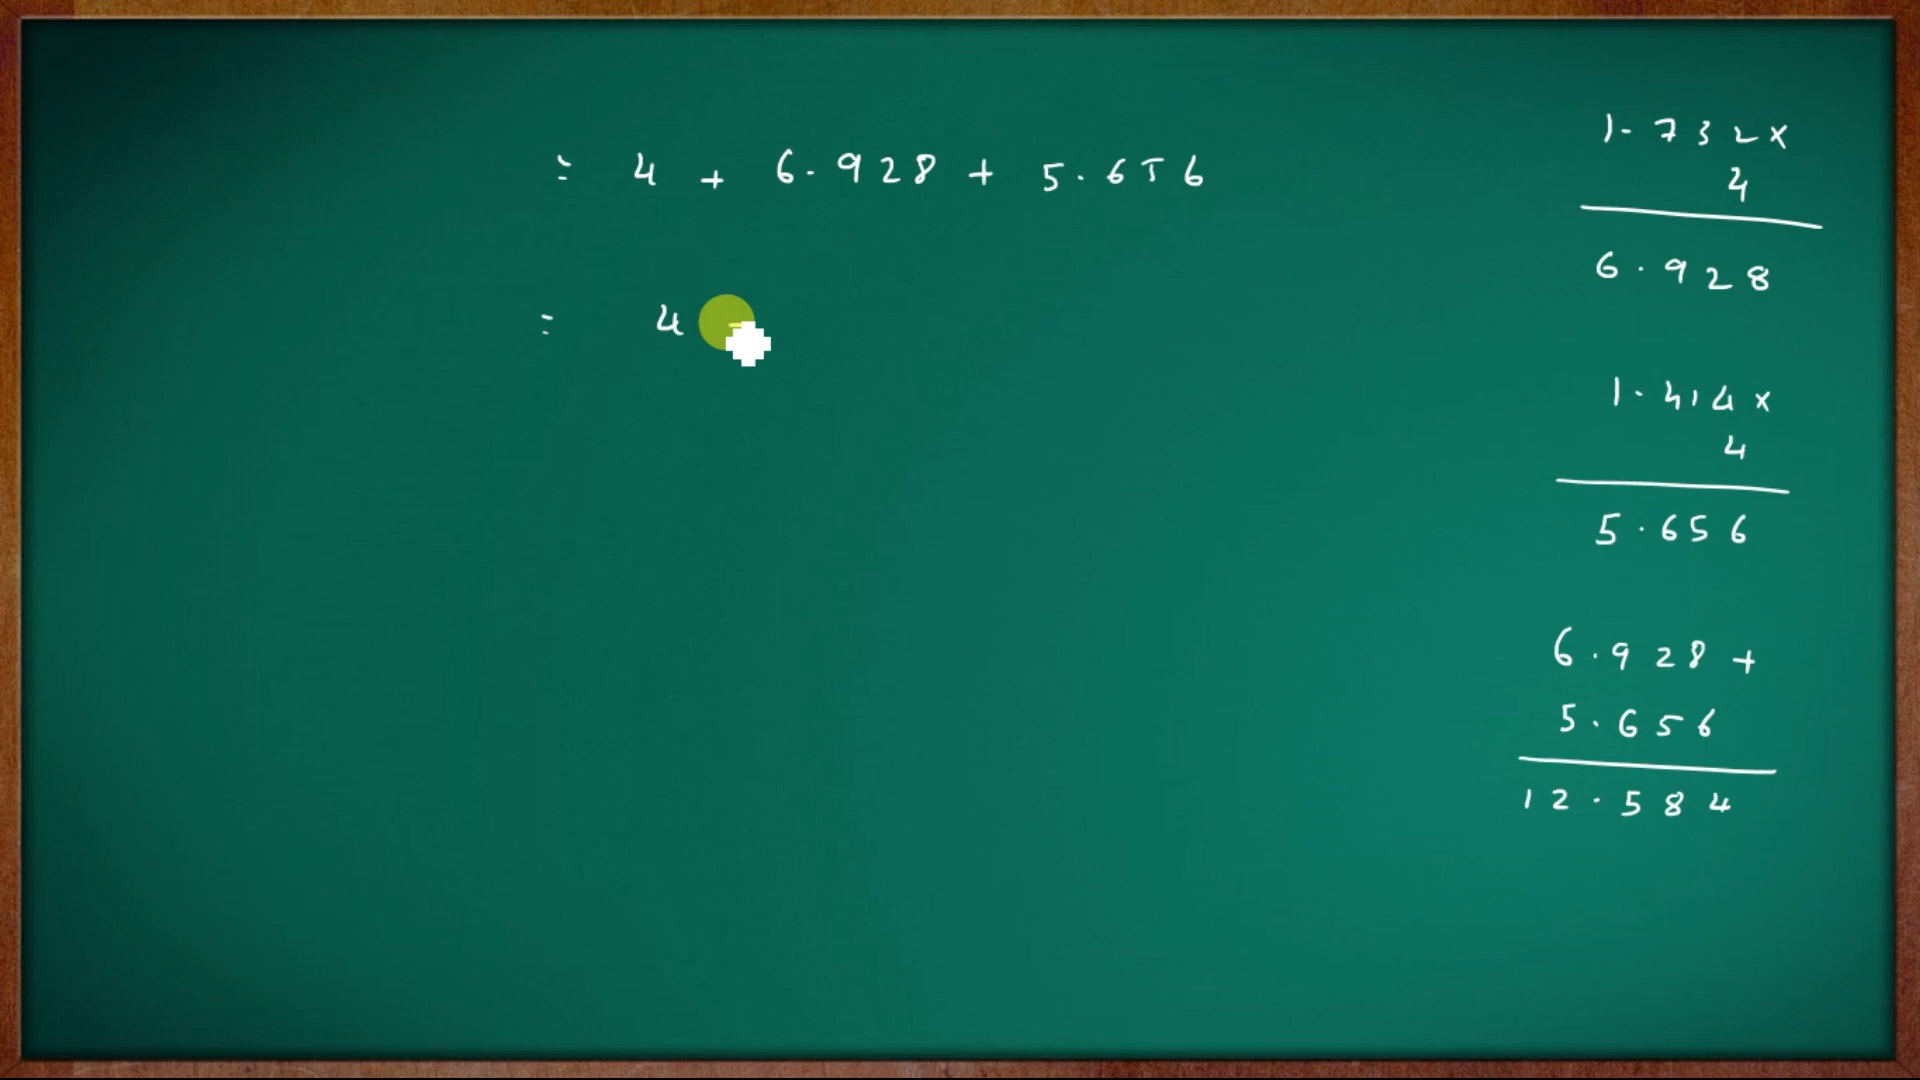 = 4 + 6.928 + 5.656
= 4
1.732 x
4
6.928
1.414 x
4
5.656
6.928 +
5.656
12.584